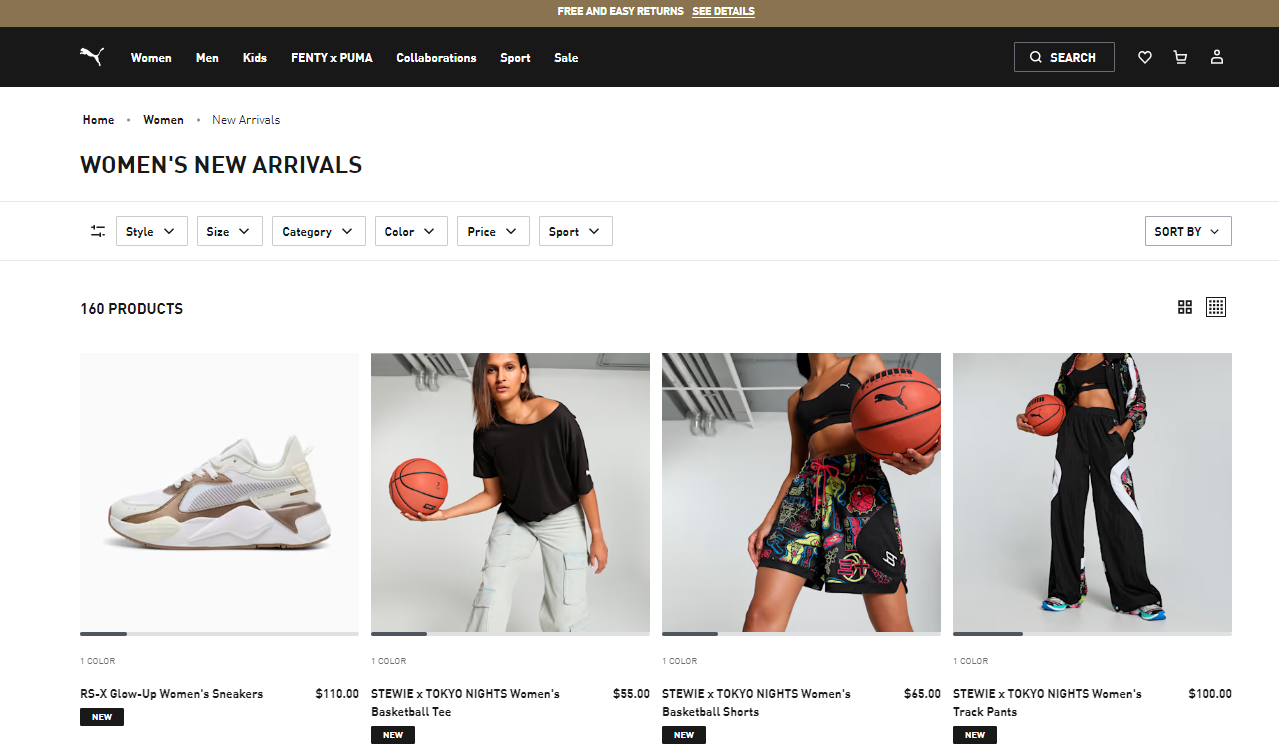 FREE AND EASY RETURNS SEE DETAILS
Women Men Kids FENTY x PUMA Collaborations Sport Sale SEARCH
Home • Women • New Arrivals
WOMEN'S NEW ARRIVALS
Style Size Category Color Price Sport SORT BY
160 PRODUCTS
1 COLOR
RS-X Glow-Up Women's Sneakers $110.00
NEW
1 COLOR
STEWIE x TOKYO NIGHTS Women's $55.00
Basketball Tee
NEW
1 COLOR
STEWIE x TOKYO NIGHTS Women's $65.00
Basketball Shorts
NEW
1 COLOR
STEWIE x TOKYO NIGHTS Women's $100.00
Track Pants
NEW